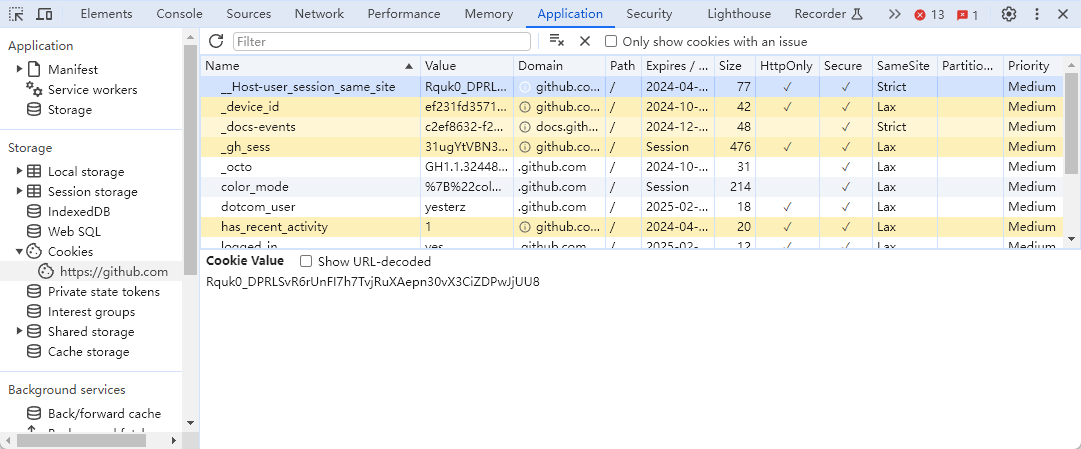 Elements Console Sources Network Performance Memory Application Security Lighthouse Recorder 13 1
Application
Manifest
Service workers
Storage
Storage
Local storage
Session storage
IndexedDB
Web SQL
Cookies
https://github.com
Private state tokens
Interest groups
Shared storage
Cache storage
Background services
Back/forward cache
Filter Only show cookies with an issue
Name Value Domain Path Expires / ... Size HttpOnly Secure SameSite Partitio... Priority
__Host-user_session_same_site Rquk0_DPRL... github.co... / 2024-04-... 77 ✓ ✓ Strict Medium
_device_id ef231fd3571... github.co... / 2024-10-... 42 ✓ ✓ Lax Medium
_docs-events c2ef8632-f2... docs.gith... / 2024-12-... 48 ✓ Strict Medium
_gh_sess 31ugYtVBN3... github.co... / Session 476 ✓ ✓ Lax Medium
_octo GH1.1.32448... .github.com / 2024-10-... 31 ✓ Lax Medium
color_mode %7B%22col... .github.com / Session 214 ✓ Lax Medium
dotcom_user yesterz .github.com / 2025-02-... 18 ✓ ✓ Lax Medium
has_recent_activity 1 github.co... / 2024-04-... 20 ✓ ✓ Lax Medium
logged_in yes .github.com / 2025-02-... 12 ✓ ✓ Lax Medium
Cookie Value Show URL-decoded
Rquk0_DPRLSvR6rUnFI7h7TvjRuXAepn30vX3CiZDPwJjUU8